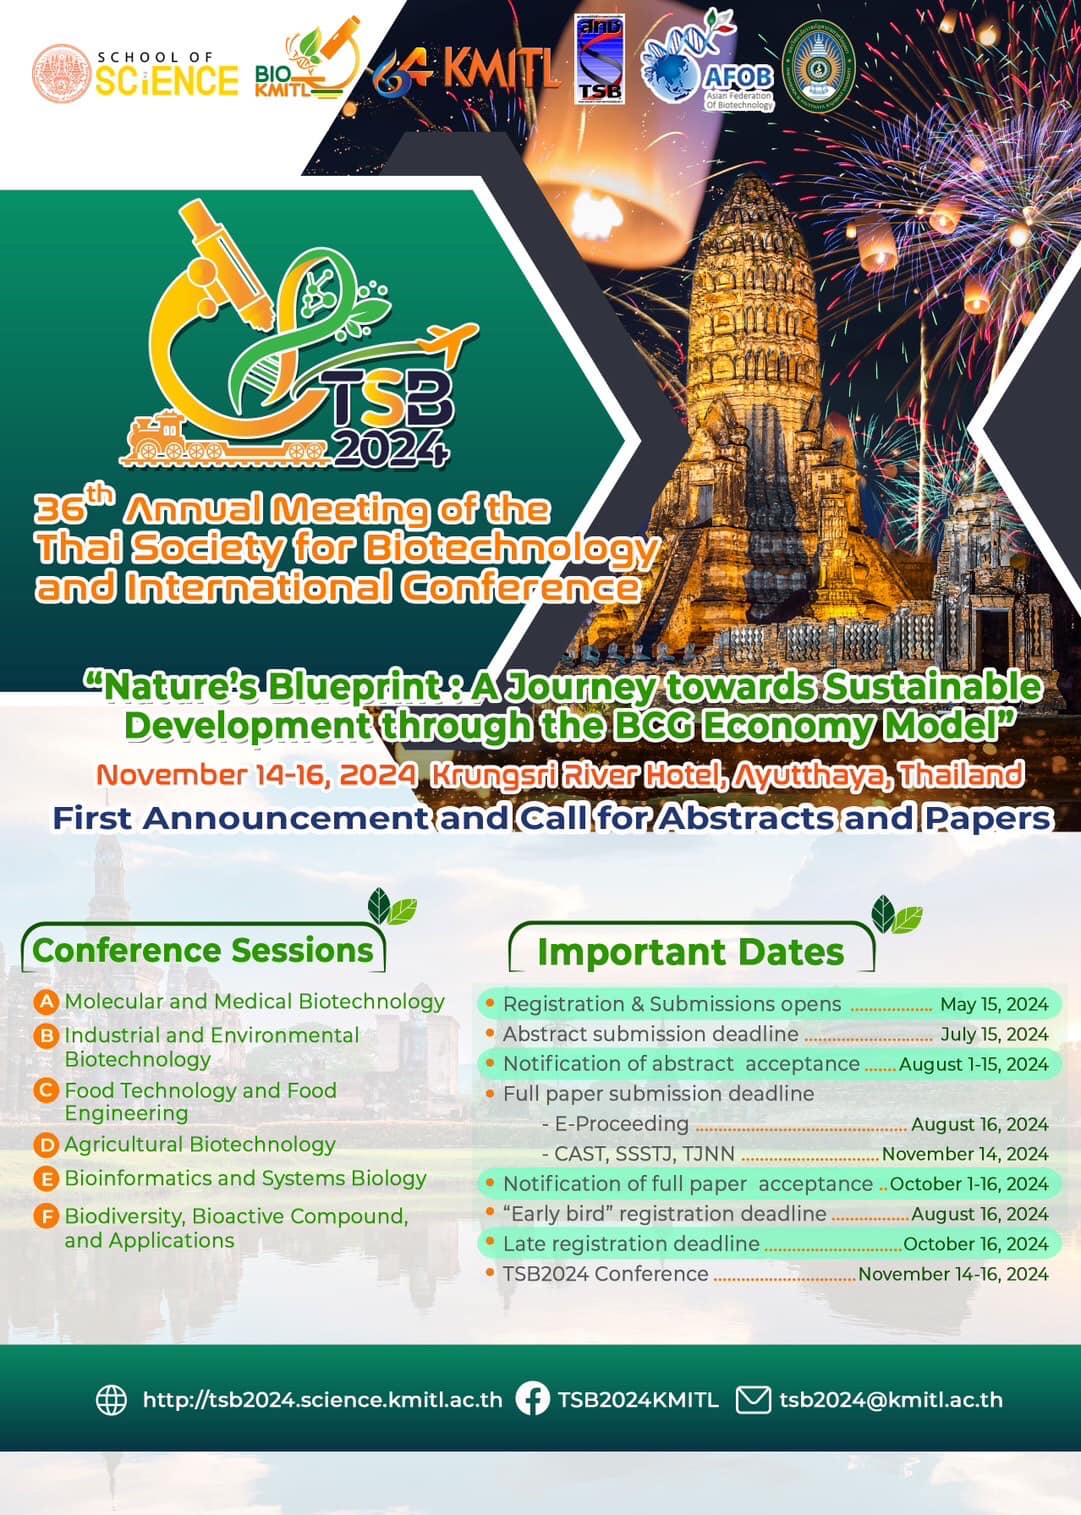 SCHOOL OF
SCiENCE
BIO
KMITL
64 KMITL
สทช
TSB
AFOB
Asian Federation
Of Biotechnology
TSB
2024
36th Annual Meeting of the
Thai Society for Biotechnology
and International Conference
“Nature’s Blueprint : A Journey towards Sustainable
Development through the BCG Economy Model”
November 14-16, 2024 Krungsri River Hotel, Ayutthaya, Thailand
First Announcement and Call for Abstracts and Papers
Conference Sessions
A Molecular and Medical Biotechnology
B Industrial and Environmental
Biotechnology
C Food Technology and Food
Engineering
D Agricultural Biotechnology
E Bioinformatics and Systems Biology
F Biodiversity, Bioactive Compound,
and Applications
Important Dates
• Registration & Submissions opens .................. May 15, 2024
• Abstract submission deadline ............................ July 15, 2024
• Notification of abstract acceptance ....... August 1-15, 2024
• Full paper submission deadline
- E-Proceeding .............................................. August 16, 2024
- CAST, SSSTJ, TJNN .............................. November 14, 2024
• Notification of full paper acceptance .. October 1-16, 2024
• “Early bird” registration deadline ................. August 16, 2024
• Late registration deadline .............................. October 16, 2024
• TSB2024 Conference ............................... November 14-16, 2024
http://tsb2024.science.kmitl.ac.th TSB2024KMITL tsb2024@kmitl.ac.th